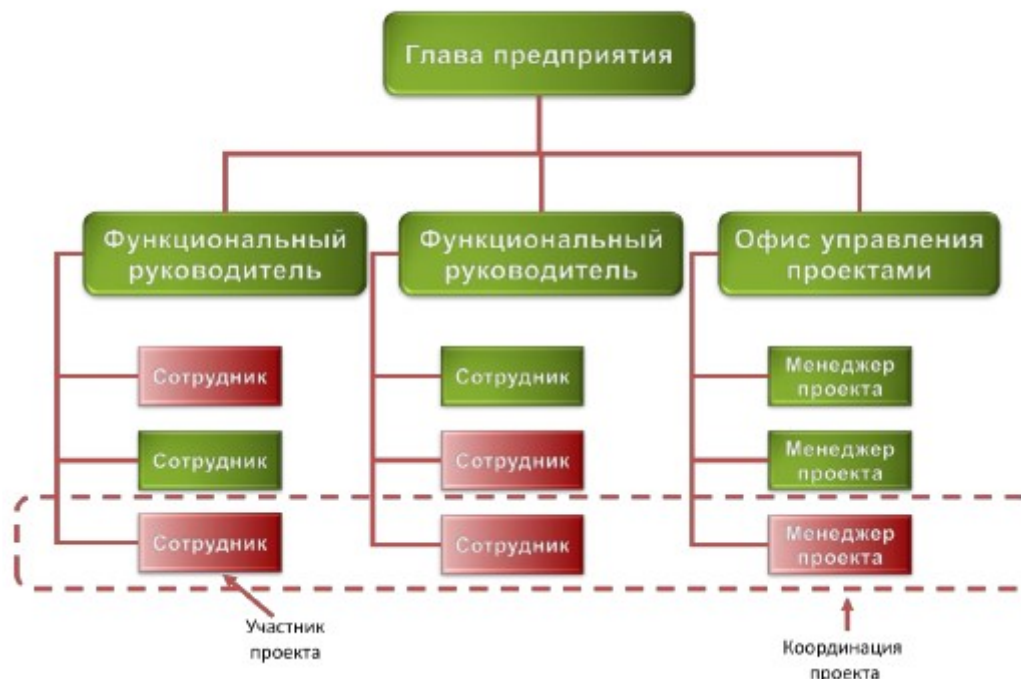 Глава предприятия
Функциональный
руководитель
Функциональный
руководитель
Офис управления
проектами
Сотрудник
Сотрудник
Менеджер
проекта
Сотрудник
Сотрудник
Менеджер
проекта
Сотрудник
Сотрудник
Менеджер
проекта
Участник
проекта
Координация
проекта